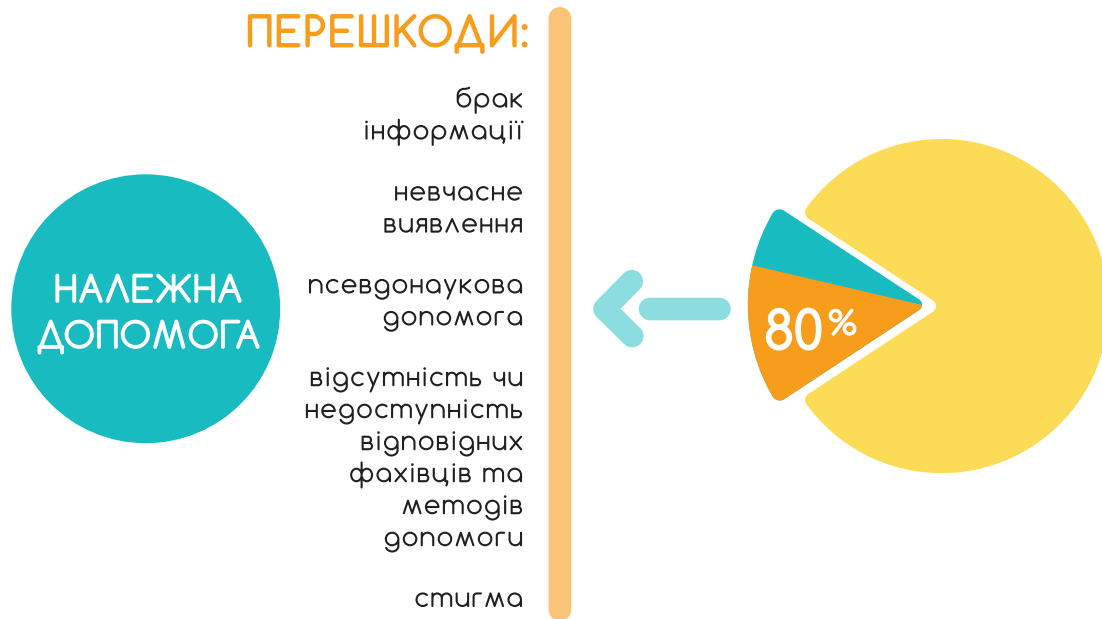 ПЕРЕШКОДИ:
брак
інформації
невчасне
виявлення
псевдонаукова
допомога
відсутність чи
недоступність
відповідних
фахівців та
методів
допомоги
стигма
НАЛЕЖНА
ДОПОМОГА
80%